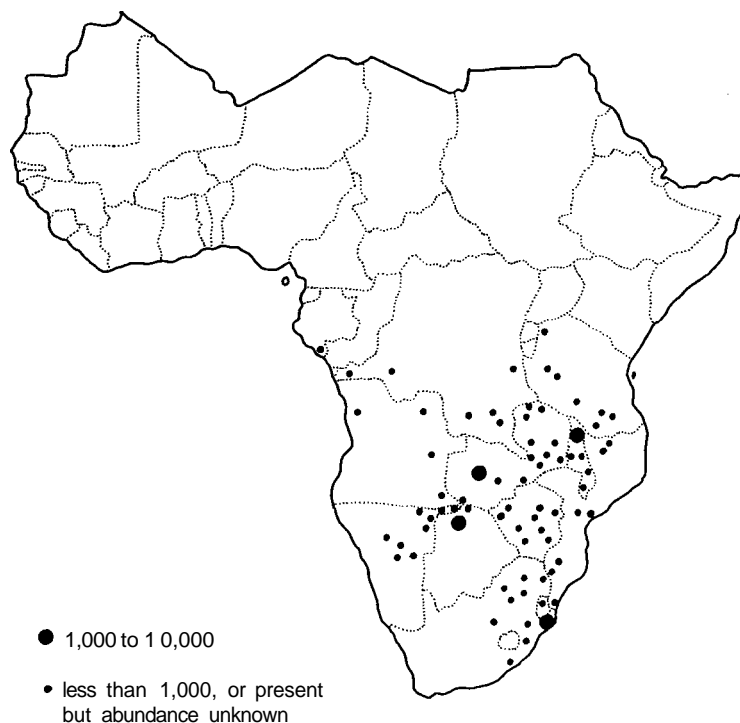 1,000 to 1 0,000
less than 1,000, or present
but abundance unknown